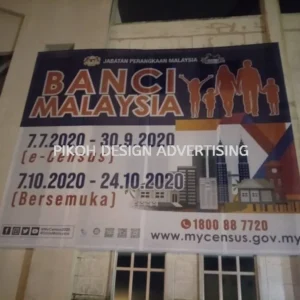 JABATAN PERANGKAAN MALAYSIA
BANCI
MALAYSIA
7.7.2020 - 30.9.2020
(e-Census)
PIKOH DESIGN ADVERTISING
7.10.2020 - 24.10.2020
(Bersemuka)
1800 88 7720
www.mycensus.gov.my